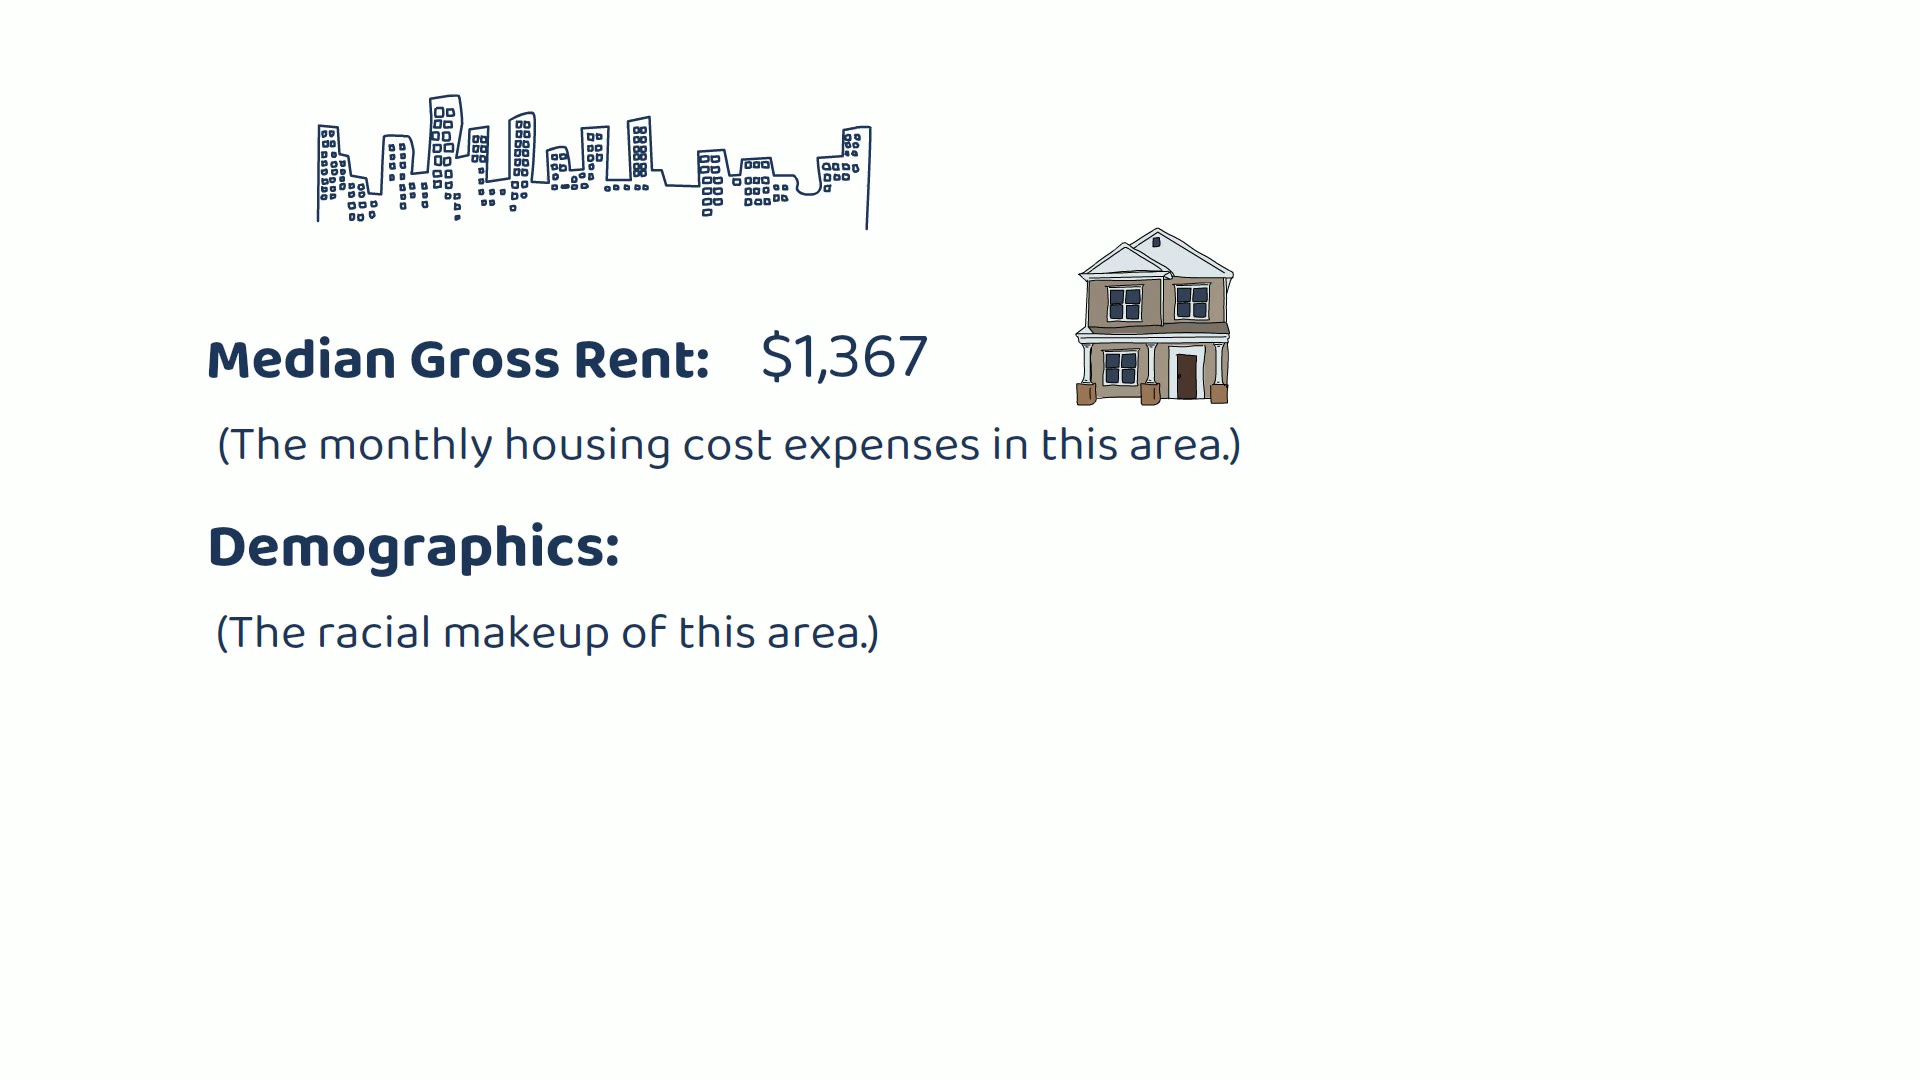 Median Gross Rent: $1,367
(The monthly housing cost expenses in this area.)
Demographics:
(The racial makeup of this area.)